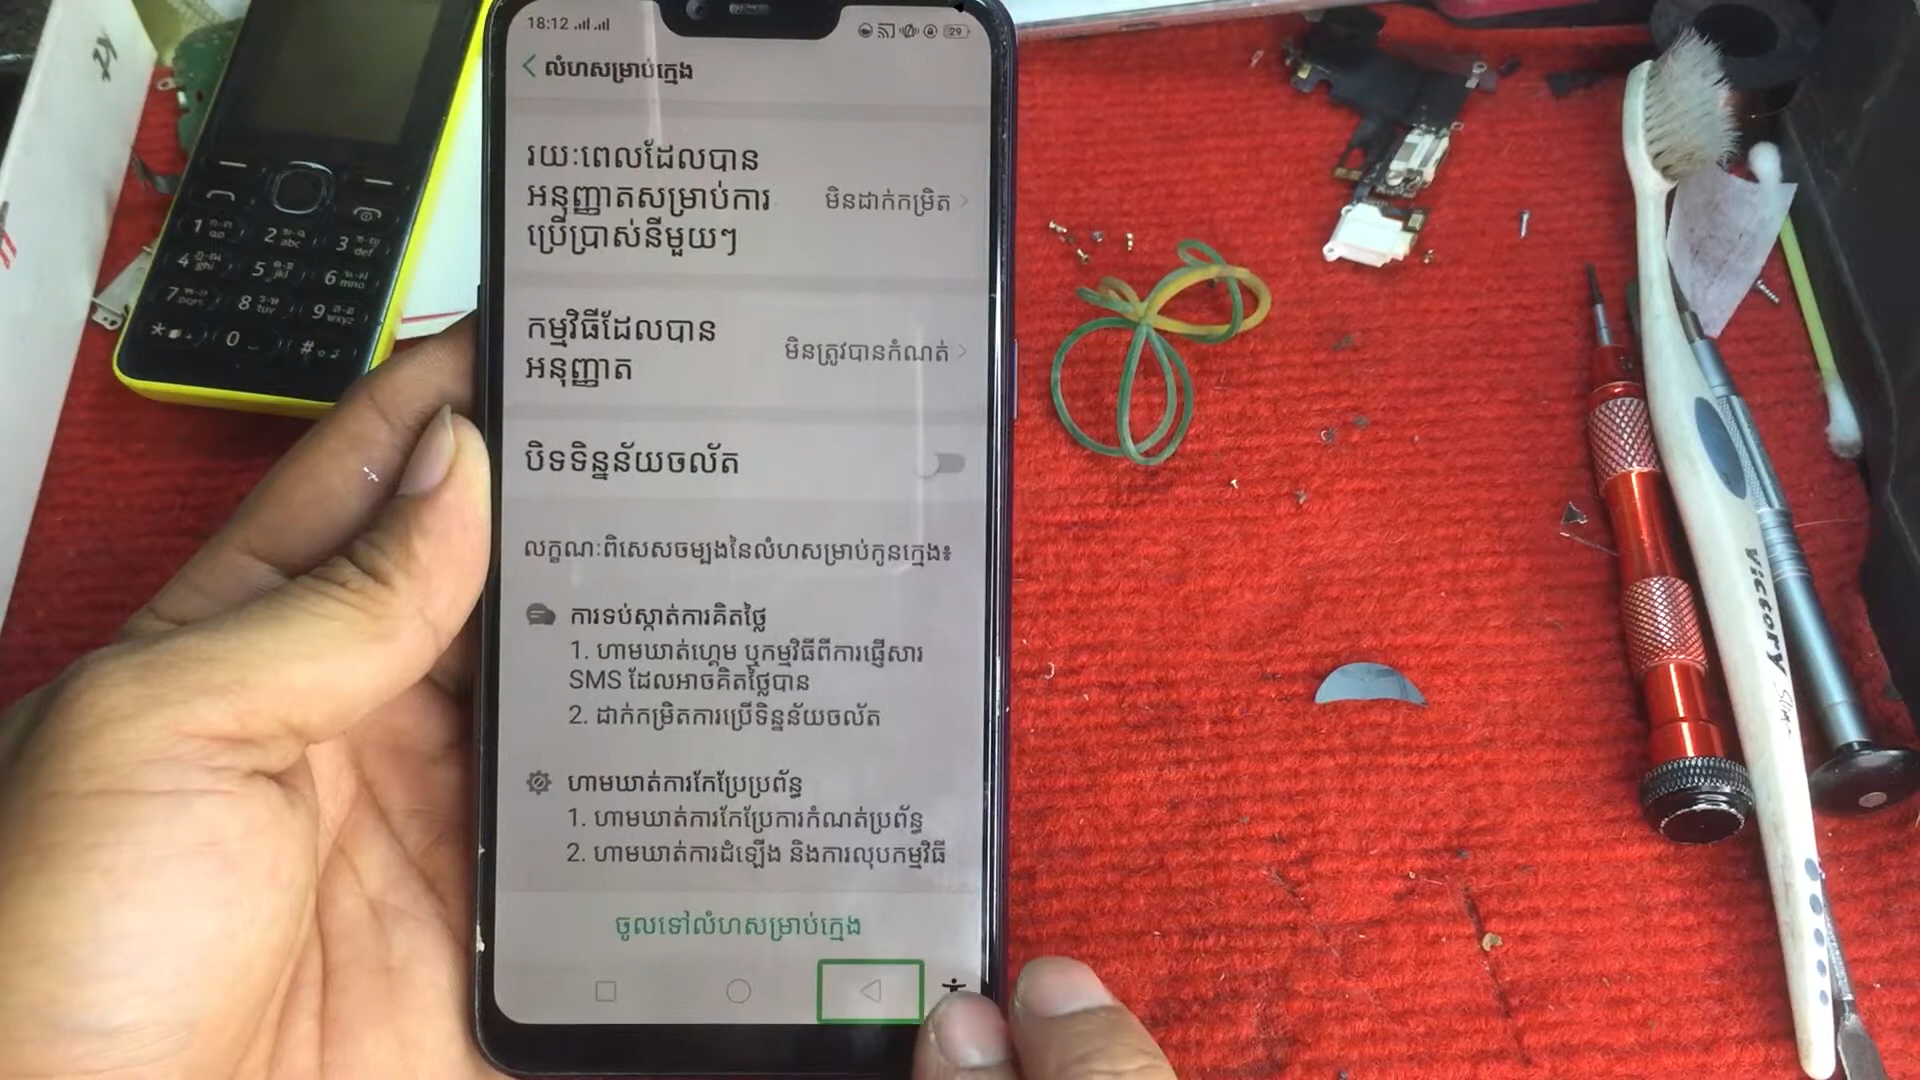 18:12
29
លំហសម្រាប់ក្មេង
រយៈពេលដែលបាន
អនុញ្ញាតសម្រាប់ការ
ប្រើប្រាស់នីមួយៗ
មិនដាក់កម្រិត
កម្មវិធីដែលបាន
អនុញ្ញាត
មិនត្រូវបានកំណត់
បិទទិន្នន័យចល័ត
លក្ខណៈពិសេសចម្បងនៃលំហសម្រាប់កូនក្មេង៖
ការទប់ស្កាត់ការគិតថ្លៃ
1. ហាមឃាត់ហ្គេម ឬកម្មវិធីពីការផ្ញើសារ
SMS ដែលអាចគិតថ្លៃបាន
2. ដាក់កម្រិតការប្រើទិន្នន័យចល័ត
ហាមឃាត់ការកែប្រែប្រព័ន្ធ
1. ហាមឃាត់ការកែប្រែការកំណត់ប្រព័ន្ធ
2. ហាមឃាត់ការដំឡើង និងការលុបកម្មវិធី
ចូលទៅលំហសម្រាប់ក្មេង
1
2 abc
3 def
4 ghi
5 jkl
6 mno
7 pqrs
8 tuv
9 wxyz
*
0
#
Victory